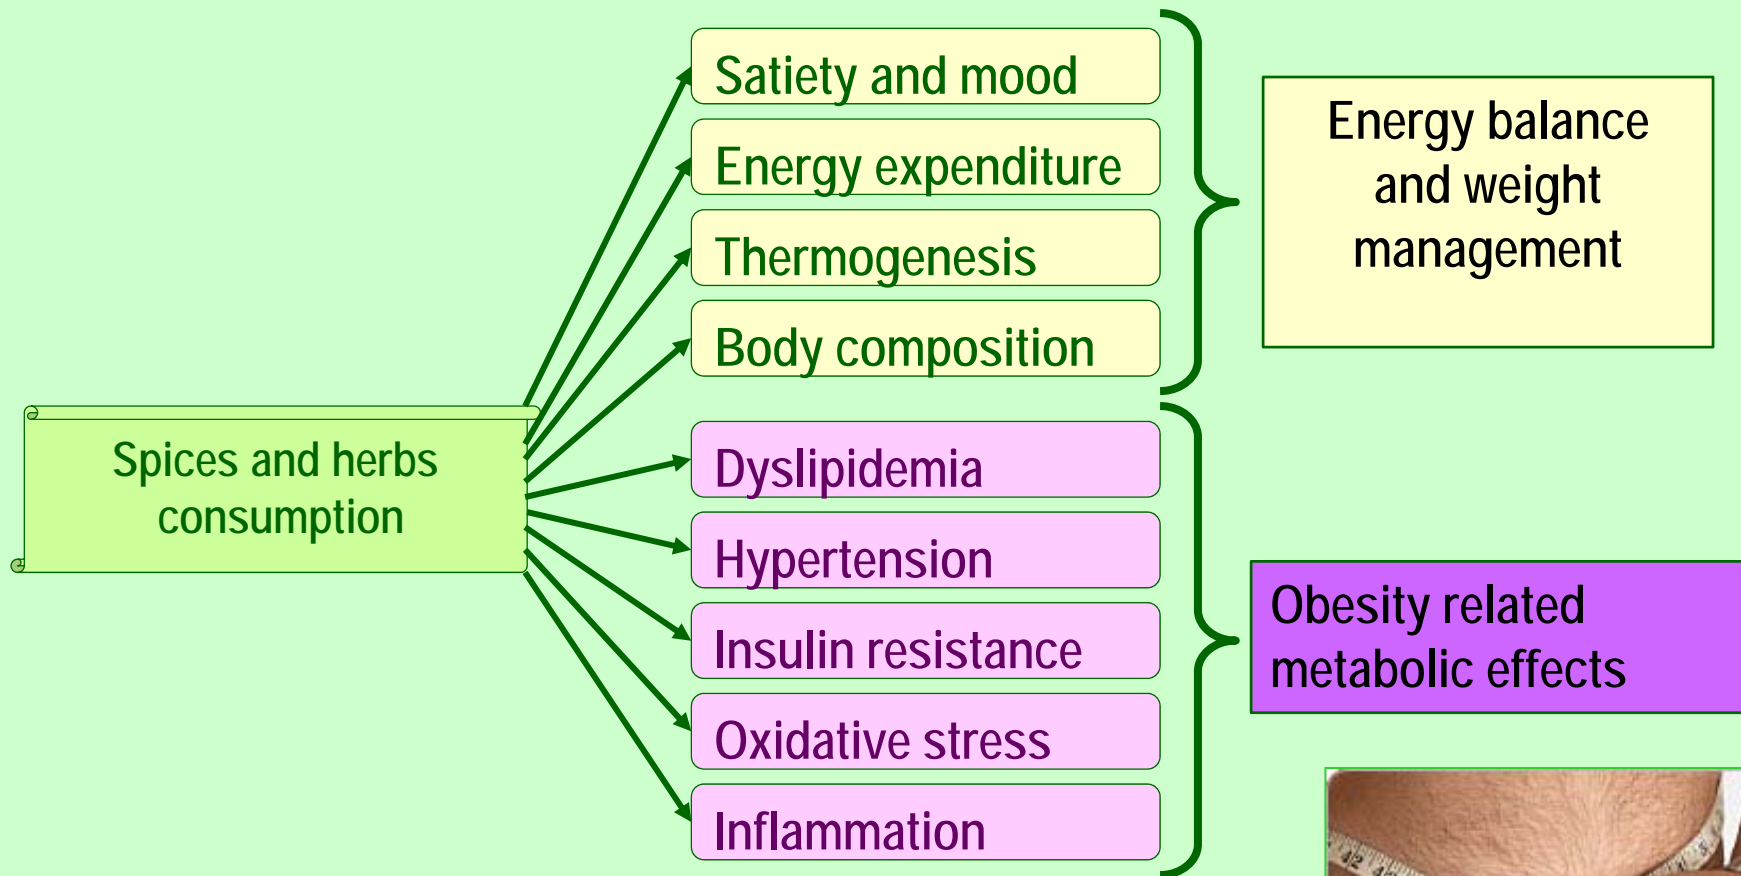 Satiety and mood
Energy expenditure
Thermogenesis
Body composition
Energy balance
and weight
management
Spices and herbs
consumption
Dyslipidemia
Hypertension
Insulin resistance
Oxidative stress
Inflammation
Obesity related
metabolic effects
42